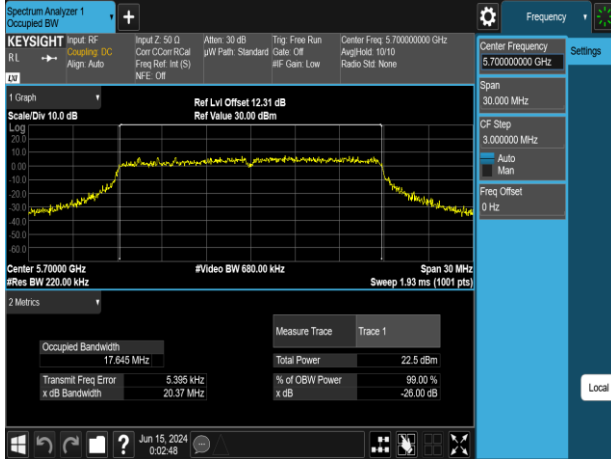 Spectrum Analyzer 1
Occupied BW
Frequency
KEYSIGHT
R L
LXI
Input: RF
Coupling: DC
Align: Auto
Input Z: 50 Ω
Corr CCorr RCal
Freq Ref: Int (S)
NFE: Off
Atten: 30 dB
µW Path: Standard
Trig: Free Run
Gate: Off
#IF Gain: Low
Center Freq: 5.700000000 GHz
Avg|Hold: 10/10
Radio Std: None
Center Frequency
5.700000000 GHz
Settings
Span
30.000 MHz
CF Step
3.000000 MHz
Auto
Man
Freq Offset
0 Hz
Local
1 Graph
Scale/Div 10.0 dB
Ref Lvl Offset 12.31 dB
Ref Value 30.00 dBm
Log
20.0
10.0
0.00
-10.0
-20.0
-30.0
-40.0
-50.0
-60.0
Center 5.70000 GHz
#Res BW 220.00 kHz
#Video BW 680.00 kHz
Span 30 MHz
Sweep 1.93 ms (1001 pts)
2 Metrics
Measure Trace Trace 1
Occupied Bandwidth
17.645 MHz
Total Power 22.5 dBm
Transmit Freq Error 5.395 kHz
% of OBW Power 99.00 %
x dB Bandwidth 20.37 MHz
x dB -26.00 dB
?
Jun 15, 2024
0:02:48